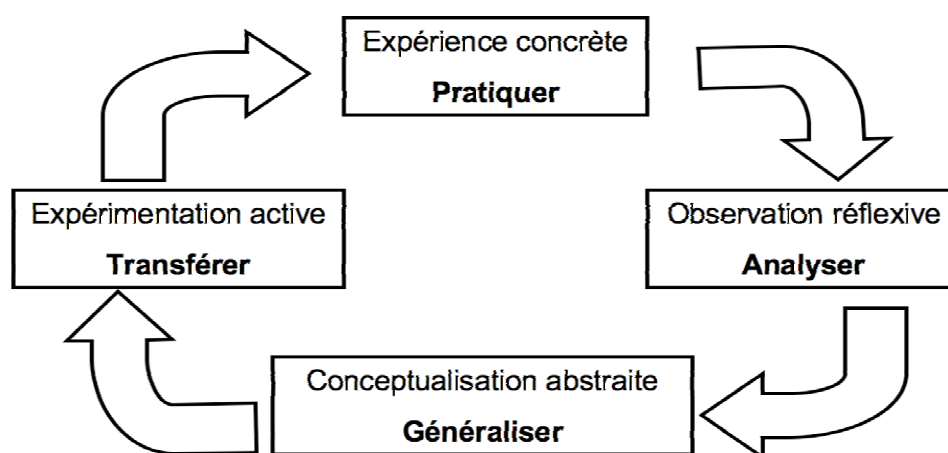 Expérience concrète
Pratiquer
Observation réflexive
Analyser
Conceptualisation abstraite
Généraliser
Expérimentation active
Transférer